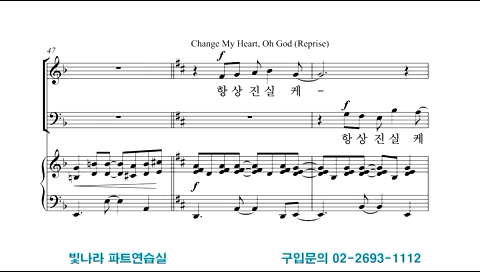 Change My Heart, Oh God (Reprise)
47
f
항상 진실 케 -
f
항상 진실 케
f
빛나라 파트연습실 구입문의 02-2693-1112